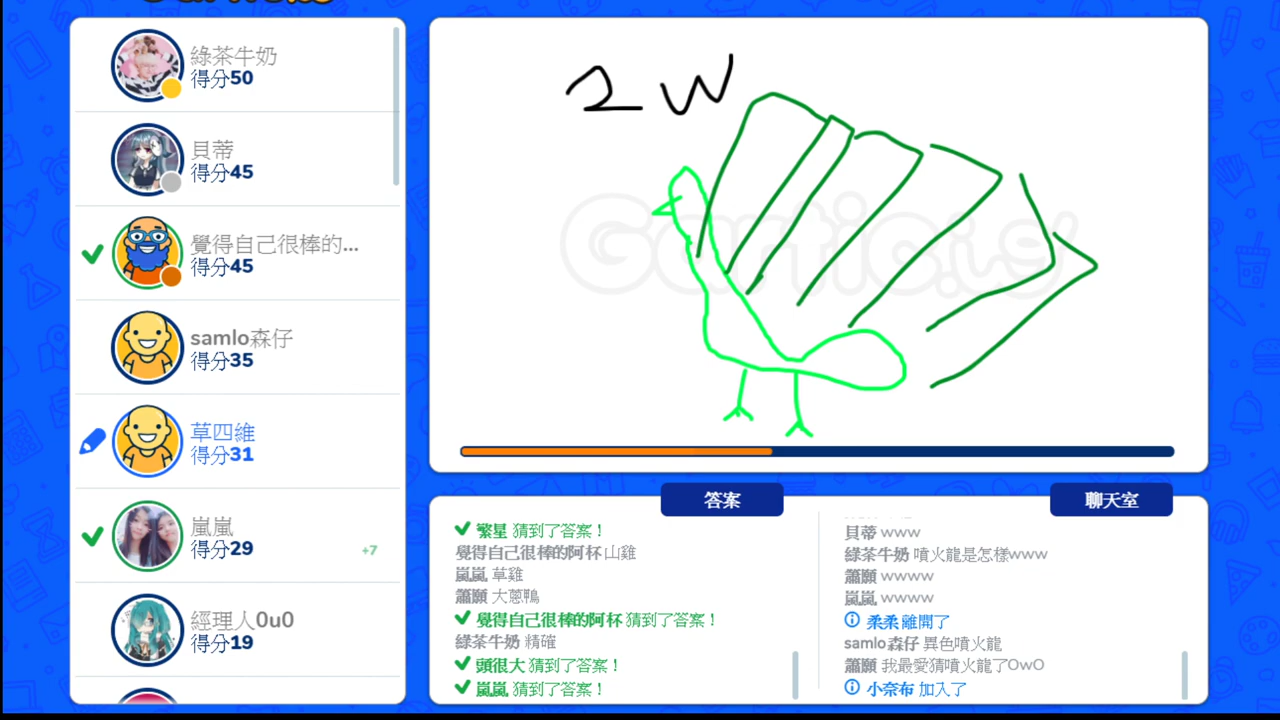 綠茶牛奶
得分50
貝蒂
得分45
覺得自己很棒的...
得分45
samlo森仔
得分35
草四維
得分31
嵐嵐
得分29
+7
經理人0u0
得分19
2 W
Gartic.io
答案
繁星 猜到了答案！
覺得自己很棒的阿杯 山雞
嵐嵐 草雞
簫願 大蔥鴨
覺得自己很棒的阿杯 猜到了答案！
綠茶牛奶 精確
頭很大 猜到了答案！
嵐嵐 猜到了答案！
聊天室
貝蒂 www
綠茶牛奶 噴火龍是怎樣www
簫願 wwww
嵐嵐 wwww
柔柔 離開了
samlo森仔 異色噴火龍
簫願 我最愛猜噴火龍了OwO
小奈布 加入了